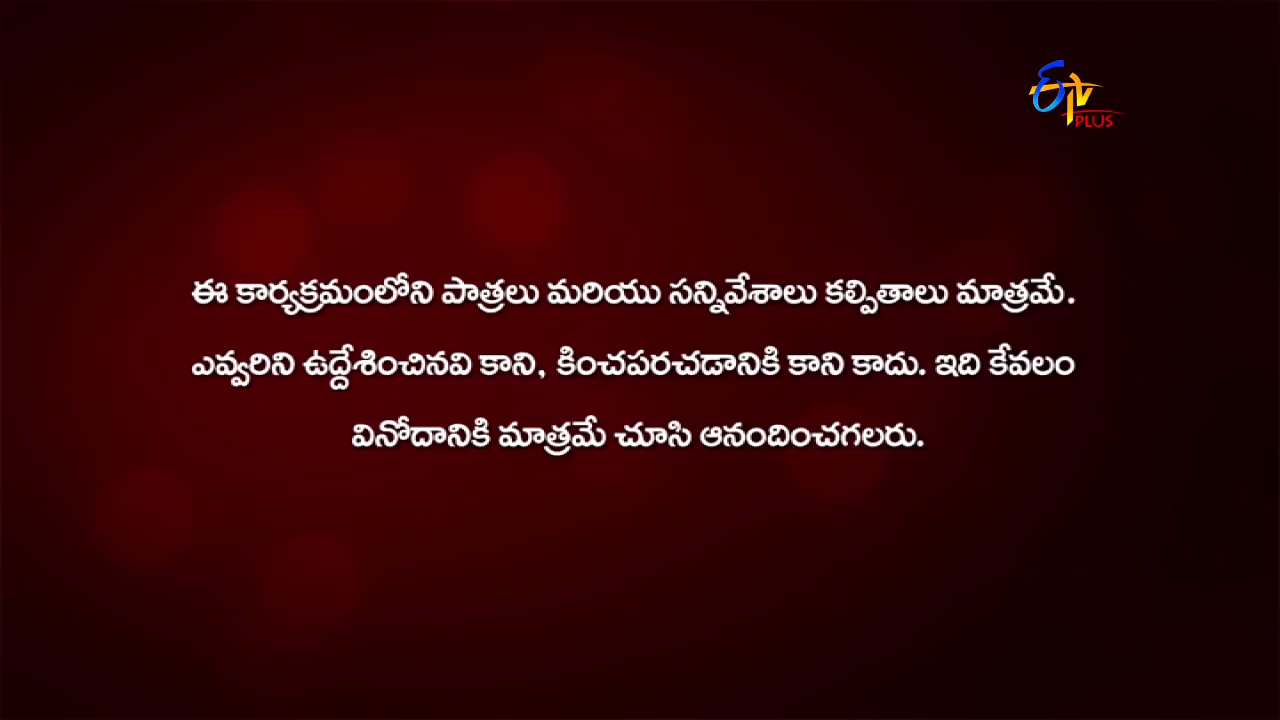 ETV
PLUS
ఈ కార్యక్రమంలోని పాత్రలు మరియు సన్నివేశాలు కల్పితాలు మాత్రమే.
ఎవ్వరిని ఉద్దేశించినవి కాని, కించపరచడానికి కాని కాదు. ఇది కేవలం
వినోదానికి మాత్రమే చూసి ఆనందించగలరు.